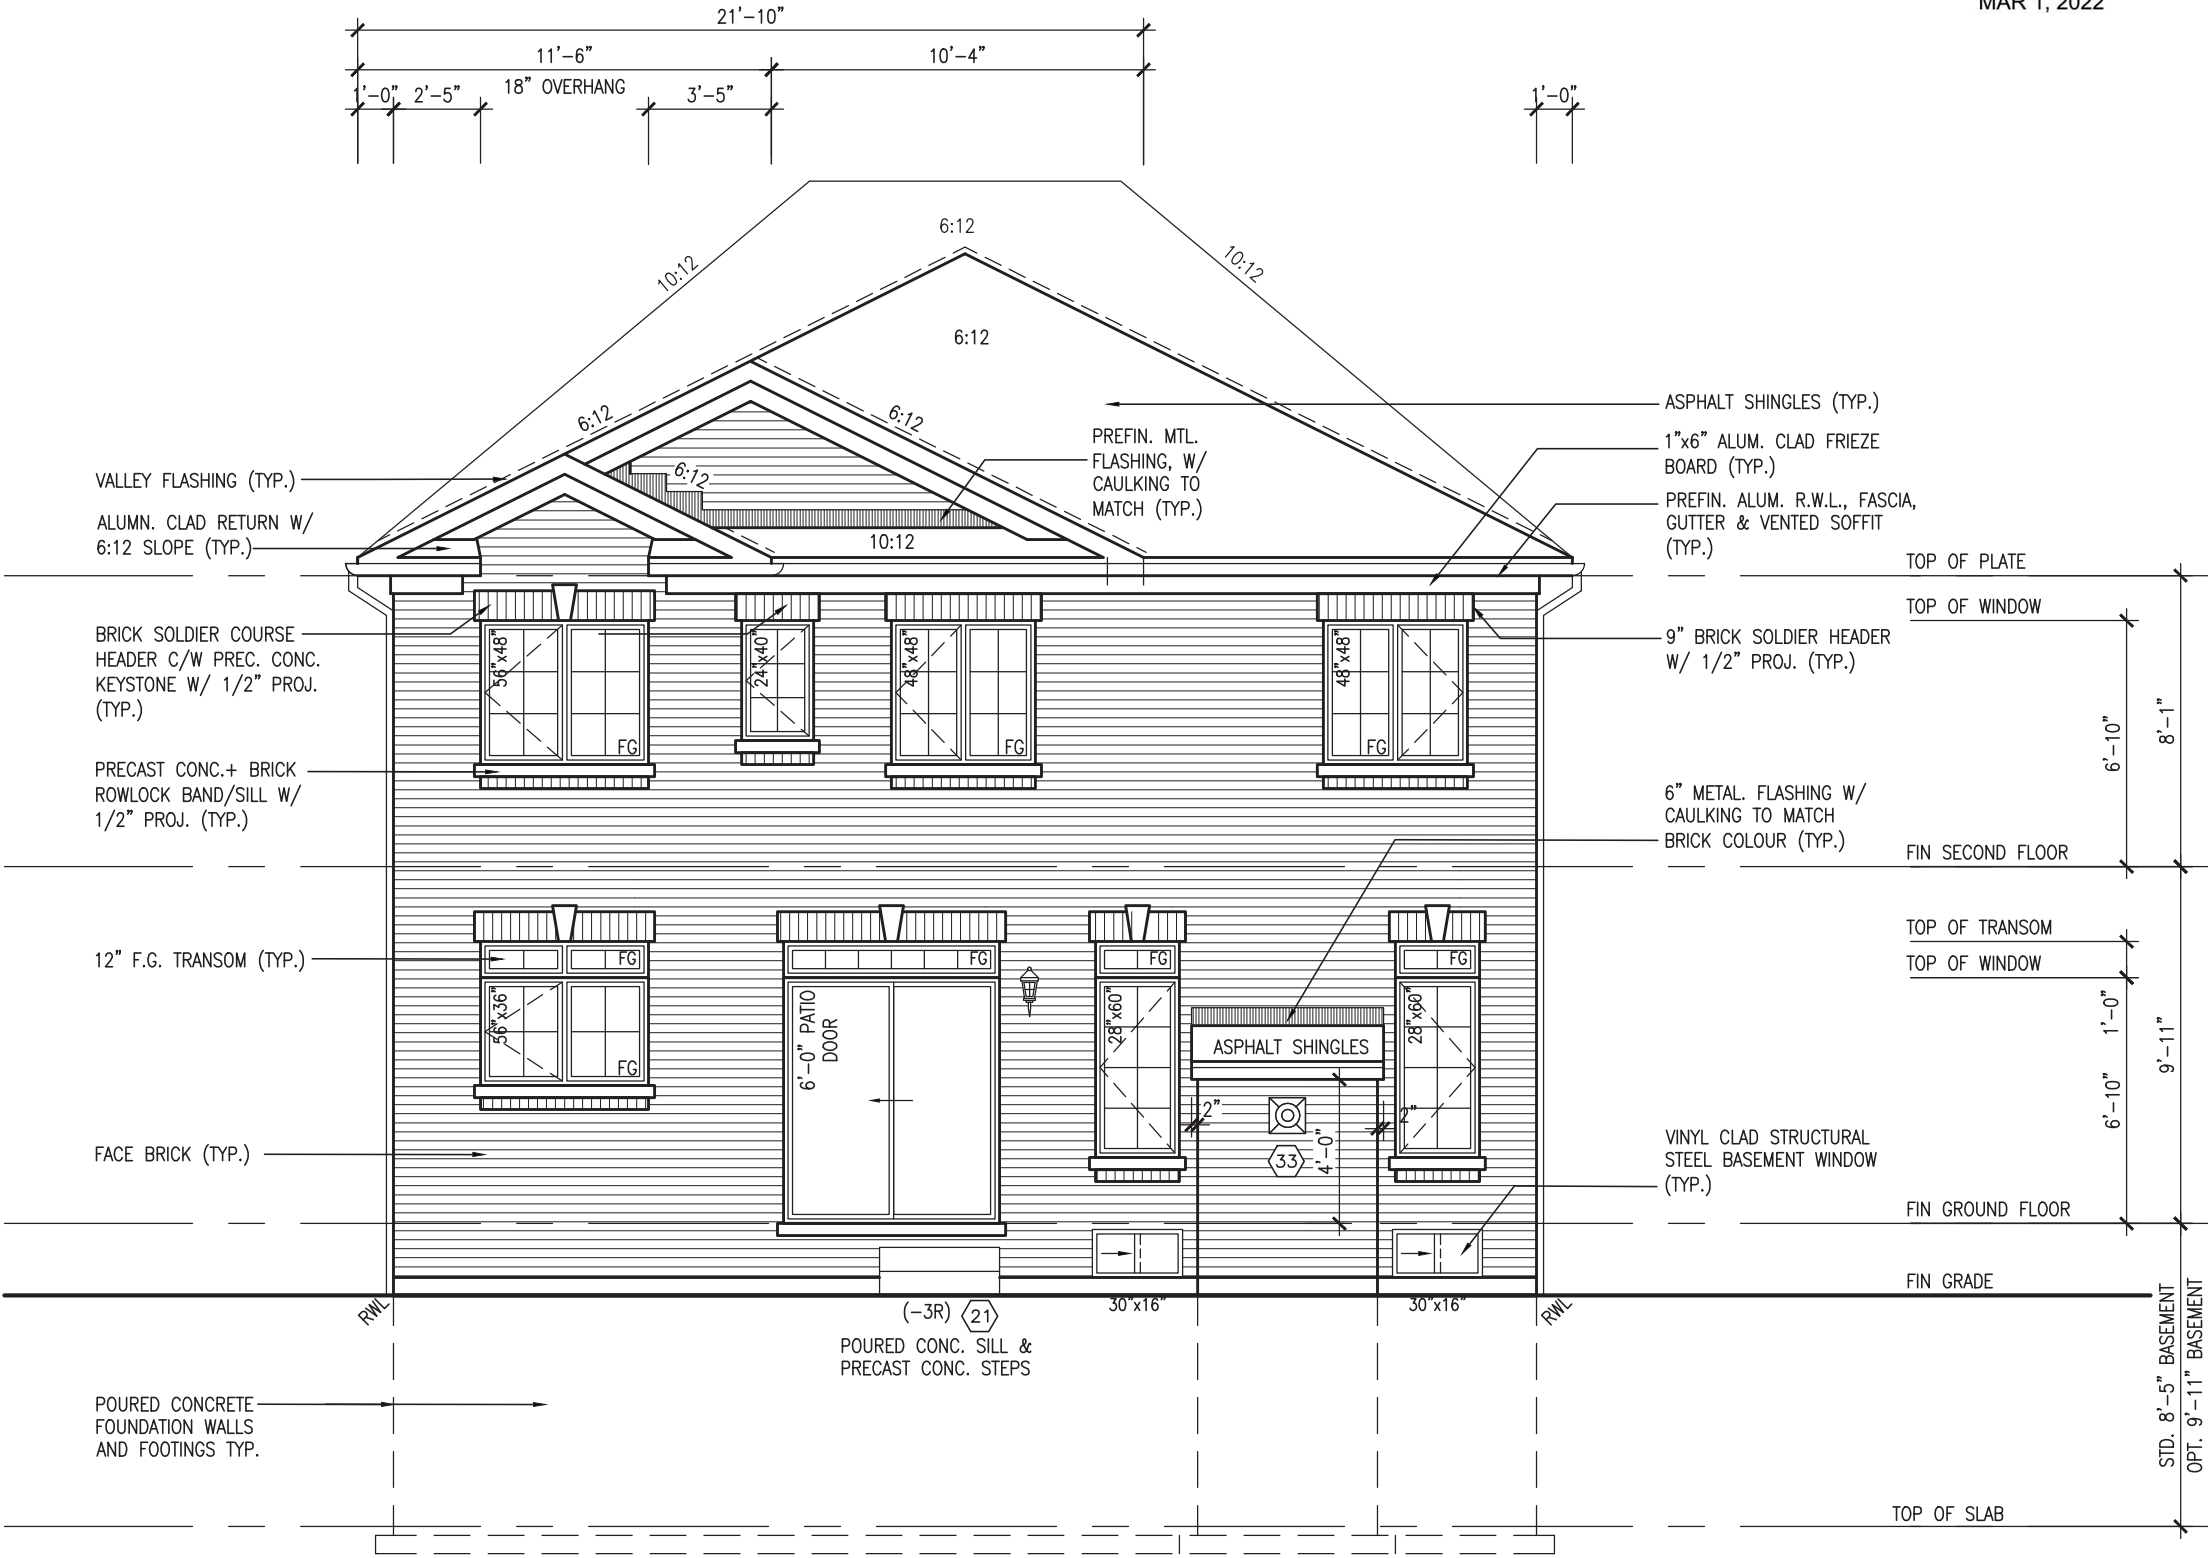 MAR 1, 2022
21'-10"
11'-6"
10'-4"
18" OVERHANG
1'-0"
2'-5"
3'-5"
1'-0"
6:12
10:12
10:12
6:12
6:12
6:12
6:12
10:12
VALLEY FLASHING (TYP.)
ALUMN. CLAD RETURN W/
6:12 SLOPE (TYP.)
BRICK SOLDIER COURSE
HEADER C/W PREC. CONC.
KEYSTONE W/ 1/2" PROJ.
(TYP.)
PRECAST CONC.+ BRICK
ROWLOCK BAND/SILL W/
1/2" PROJ. (TYP.)
12" F.G. TRANSOM (TYP.)
FACE BRICK (TYP.)
POURED CONCRETE
FOUNDATION WALLS
AND FOOTINGS TYP.
PREFIN. MTL.
FLASHING, W/
CAULKING TO
MATCH (TYP.)
56"x48"
FG
24"x40"
48"x48"
FG
48"x48"
FG
FG
56"x36"
FG
FG
6'-0" PATIO
DOOR
FG
28"x60"
FG
28"x60"
ASPHALT SHINGLES
2"
2"
33
4'-0"
RWL
(-3R) 21
POURED CONC. SILL &
PRECAST CONC. STEPS
30"x16"
30"x16"
RWL
ASPHALT SHINGLES (TYP.)
1"x6" ALUM. CLAD FRIEZE
BOARD (TYP.)
PREFIN. ALUM. R.W.L., FASCIA,
GUTTER & VENTED SOFFIT
(TYP.)
9" BRICK SOLDIER HEADER
W/ 1/2" PROJ. (TYP.)
6" METAL. FLASHING W/
CAULKING TO MATCH
BRICK COLOUR (TYP.)
VINYL CLAD STRUCTURAL
STEEL BASEMENT WINDOW
(TYP.)
TOP OF PLATE
TOP OF WINDOW
6'-10"
8'-1"
FIN SECOND FLOOR
TOP OF TRANSOM
TOP OF WINDOW
1'-0"
6'-10"
9'-11"
FIN GROUND FLOOR
FIN GRADE
STD. 8'-5" BASEMENT
OPT. 9'-11" BASEMENT
TOP OF SLAB